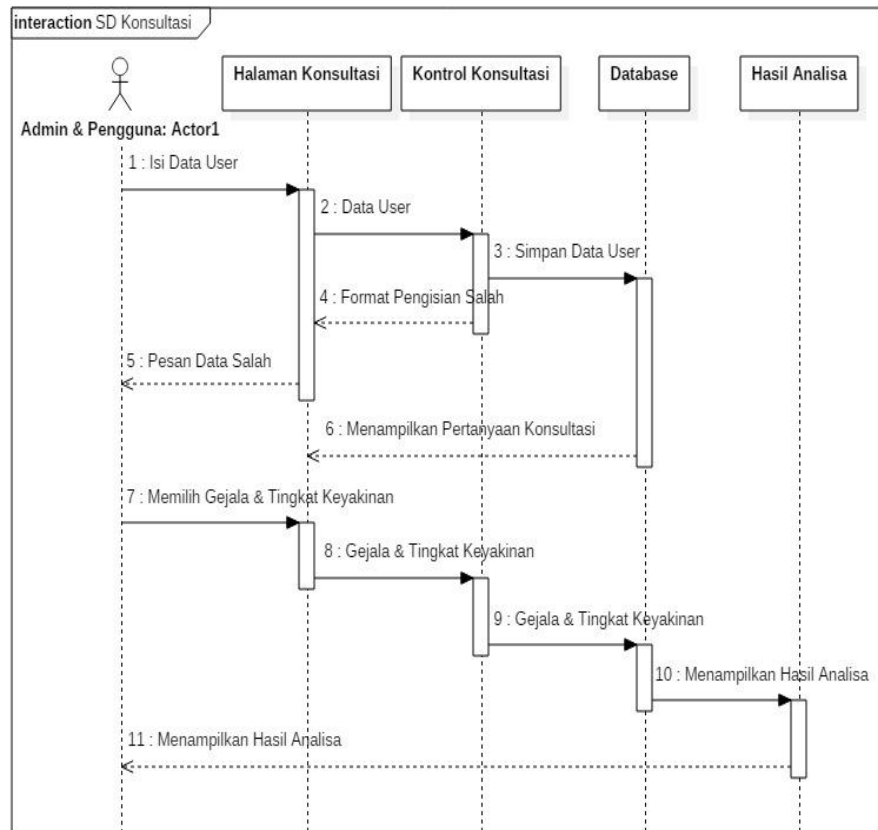 interaction SD Konsultasi
Halaman Konsultasi
Kontrol Konsultasi
Database
Hasil Analisa
Admin & Pengguna: Actor1
1 : Isi Data User
2 : Data User
3 : Simpan Data User
4 : Format Pengisian Salah
5 : Pesan Data Salah
6 : Menampilkan Pertanyaan Konsultasi
7 : Memilih Gejala & Tingkat Keyakinan
8 : Gejala & Tingkat Keyakinan
9 : Gejala & Tingkat Keyakinan
10 : Menampilkan Hasil Analisa
11 : Menampilkan Hasil Analisa